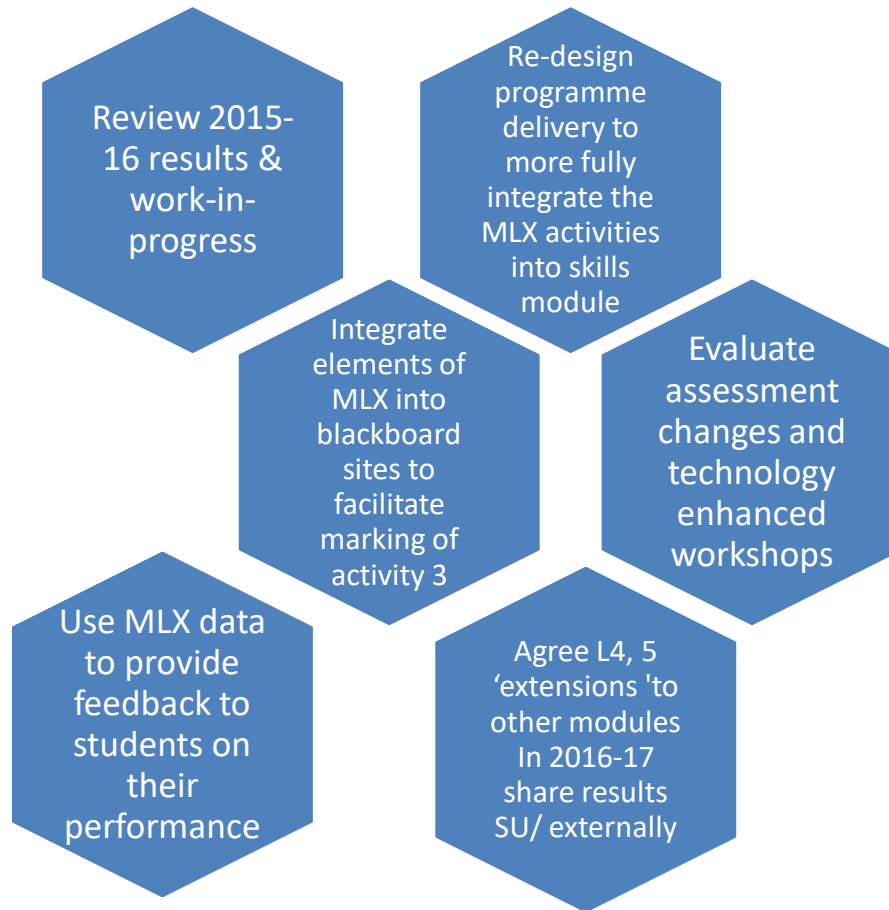 Review 2015-
16 results &
work-in-
progress
Re-design
programme
delivery to
more fully
integrate the
MLX activities
into skills
module
Integrate
elements of
MLX into
blackboard
sites to
facilitate
marking of
activity 3
Evaluate
assessment
changes and
technology
enhanced
workshops
Use MLX data
to provide
feedback to
students on
their
performance
Agree L4, 5
‘extensions 'to
other modules
In 2016-17
share results
SU/ externally